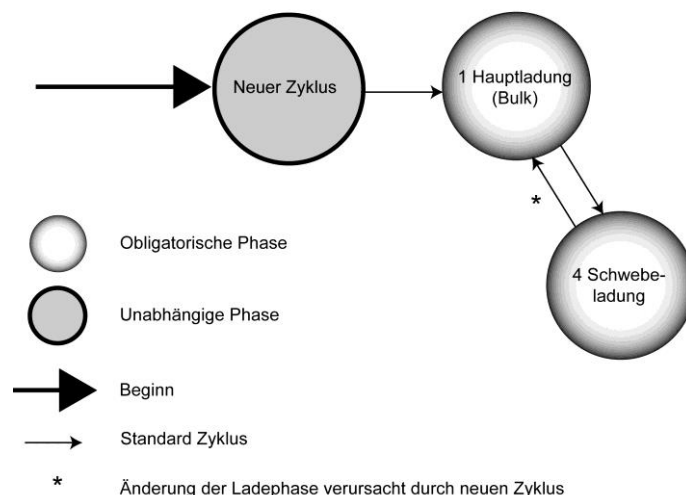 Neuer Zyklus
1 Hauptladung
(Bulk)
*
4 Schwebe-
ladung
Obligatorische Phase
Unabhängige Phase
Beginn
Standard Zyklus
* Änderung der Ladephase verursacht durch neuen Zyklus